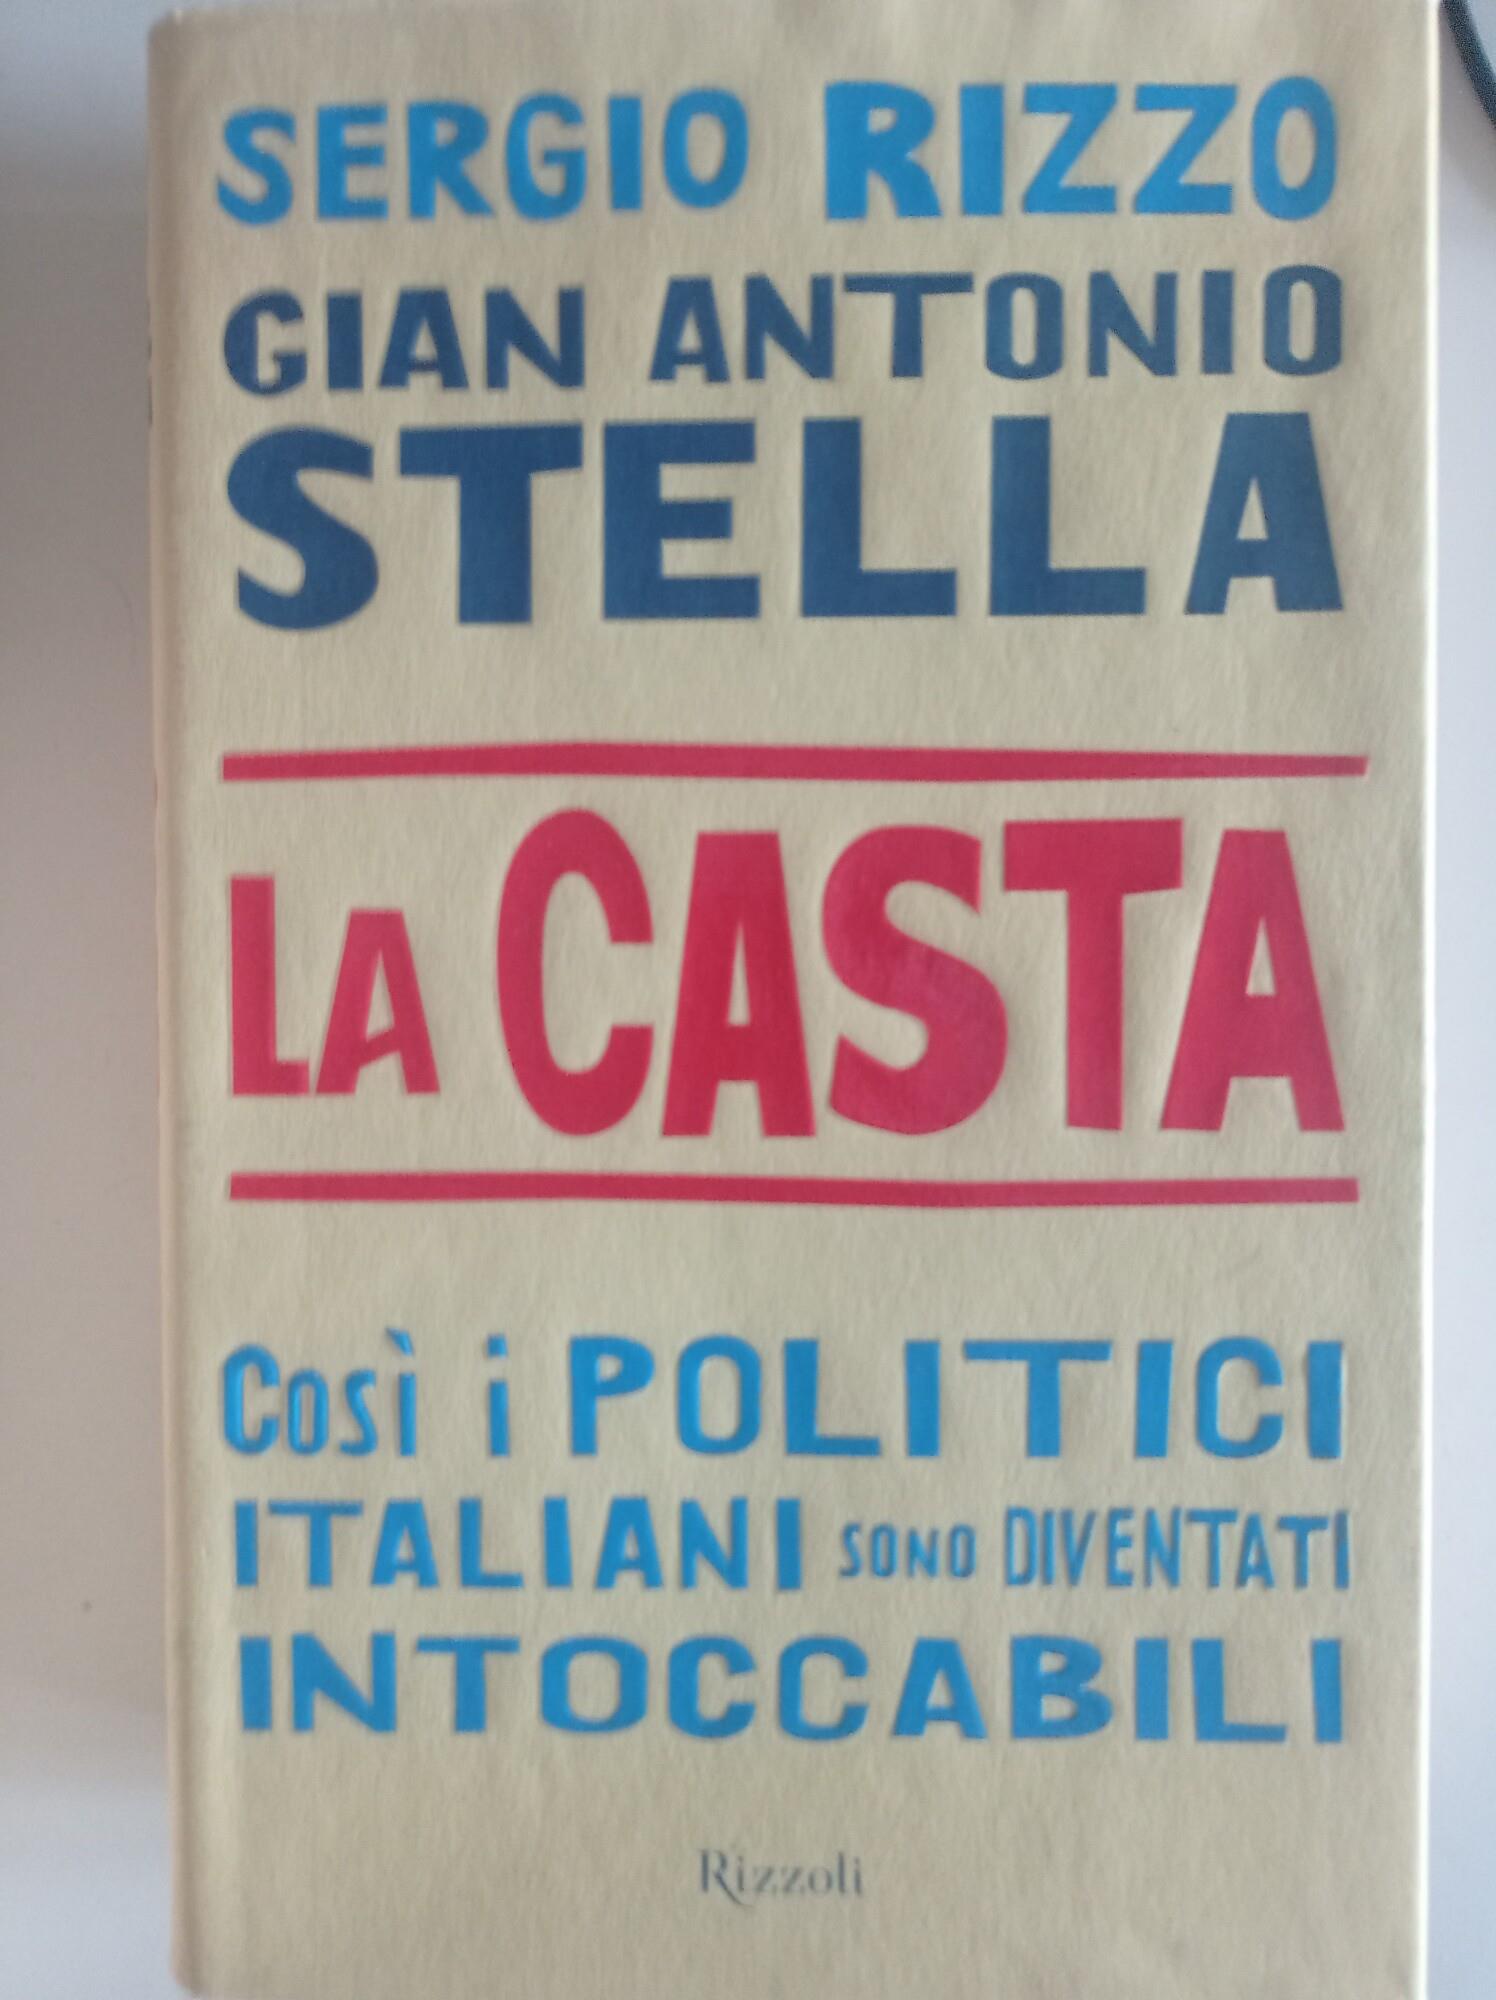 SERGIO RIZZO
GIAN ANTONIO
STELLA
LA CASTA
Così i POLITICI
ITALIANI SONO DIVENTATI
INTOCCABILI
Rizzoli